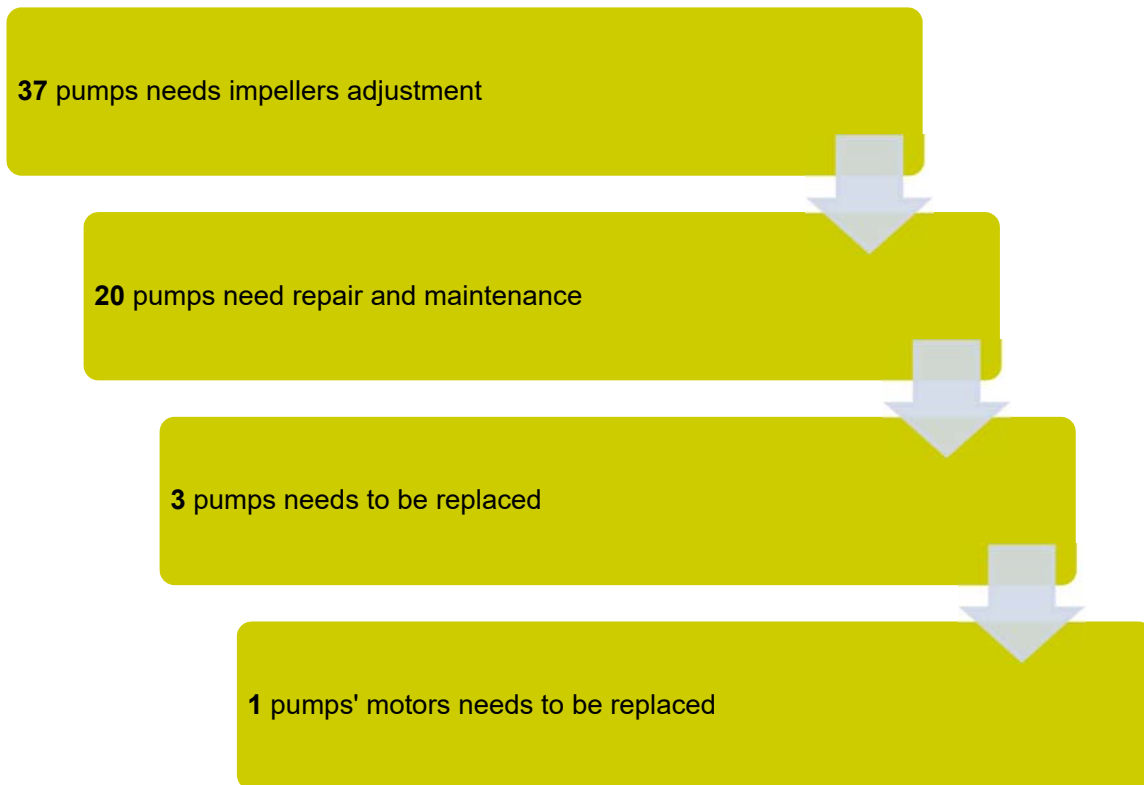 37 pumps needs impellers adjustment
20 pumps need repair and maintenance
3 pumps needs to be replaced
1 pumps' motors needs to be replaced